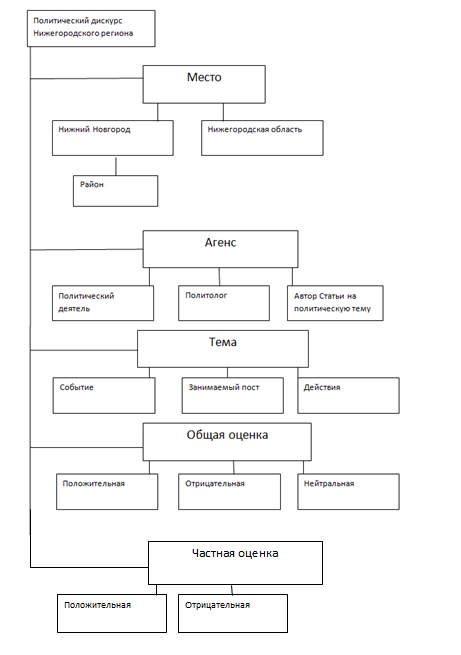 Политический дискурс
Нижегородского региона
Место
Нижний Новгород
Нижегородская область
Район
Агенс
Политический
деятель
Политолог
Автор Статьи на
политическую тему
Тема
Событие
Занимаемый пост
Действия
Общая оценка
Положительная
Отрицательная
Нейтральная
Частная оценка
Положительная
Отрицательная